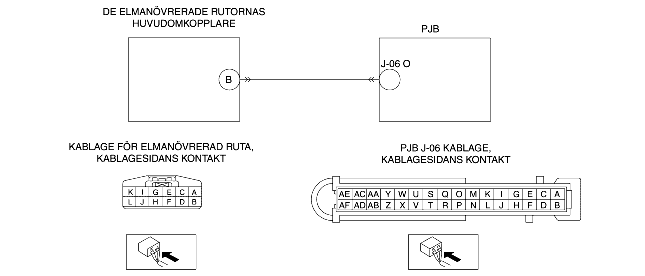 DE ELMANÖVRERADE RUTORNAS
HUVUDOMKOPPLARE
PJB
B
J-06 O
KABLAGE FÖR ELMANÖVRERAD RUTA,
KABLAGESIDANS KONTAKT
PJB J-06 KABLAGE,
KABLAGESIDANS KONTAKT
K I G E C A
L J H F D B
AE AC AA Y W U S Q O M K I G E C A
AF AD AB Z X V T R P N L J H F D B